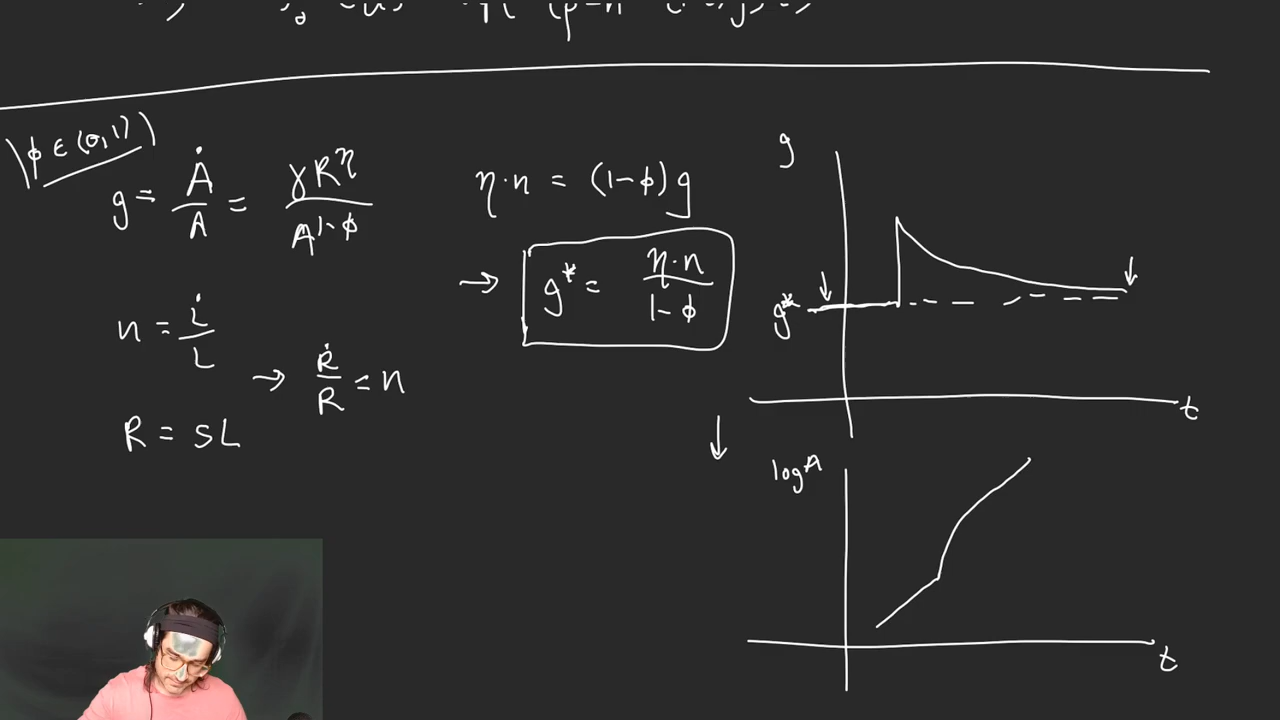 ϕ ∈ (0,1)
g = Ȧ/A = γR^η / A^{1-ϕ}
n = L̇/L
→ Ṙ/R = n
R = sL
η·n = (1-ϕ)g
→ g* = η·n / 1-ϕ
g
g*
t
log A
t